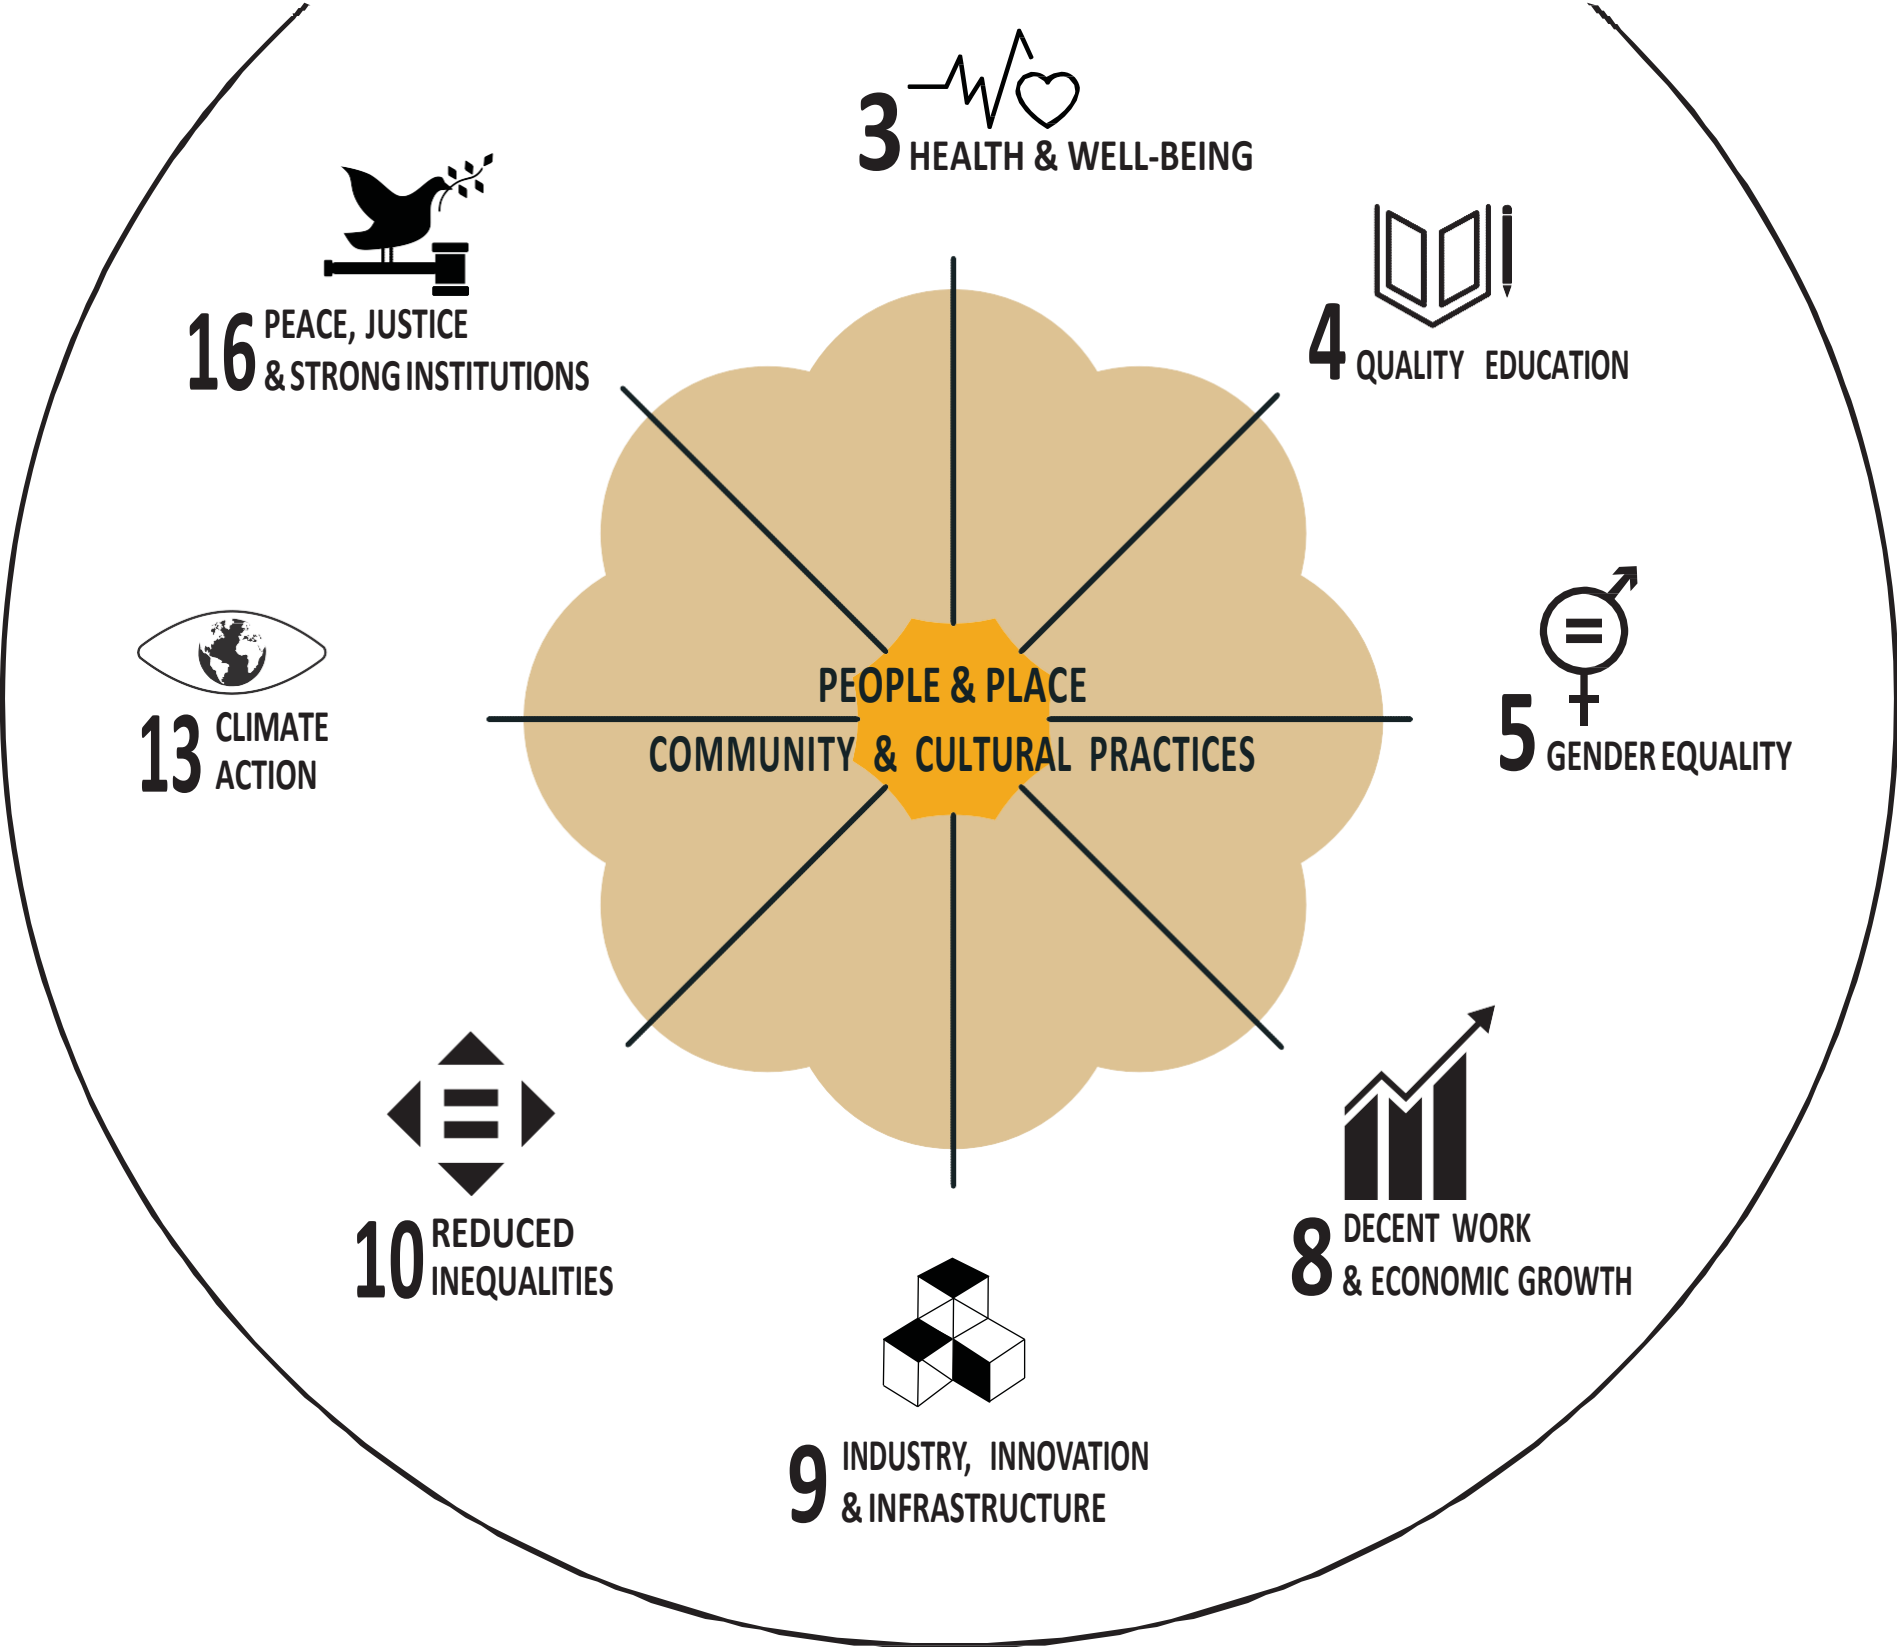 3 HEALTH & WELL-BEING
4 QUALITY EDUCATION
5 GENDER EQUALITY
8 DECENT WORK
& ECONOMIC GROWTH
9 INDUSTRY, INNOVATION
& INFRASTRUCTURE
10 REDUCED
INEQUALITIES
13 CLIMATE
ACTION
16 PEACE, JUSTICE
& STRONG INSTITUTIONS
PEOPLE & PLACE
COMMUNITY & CULTURAL PRACTICES